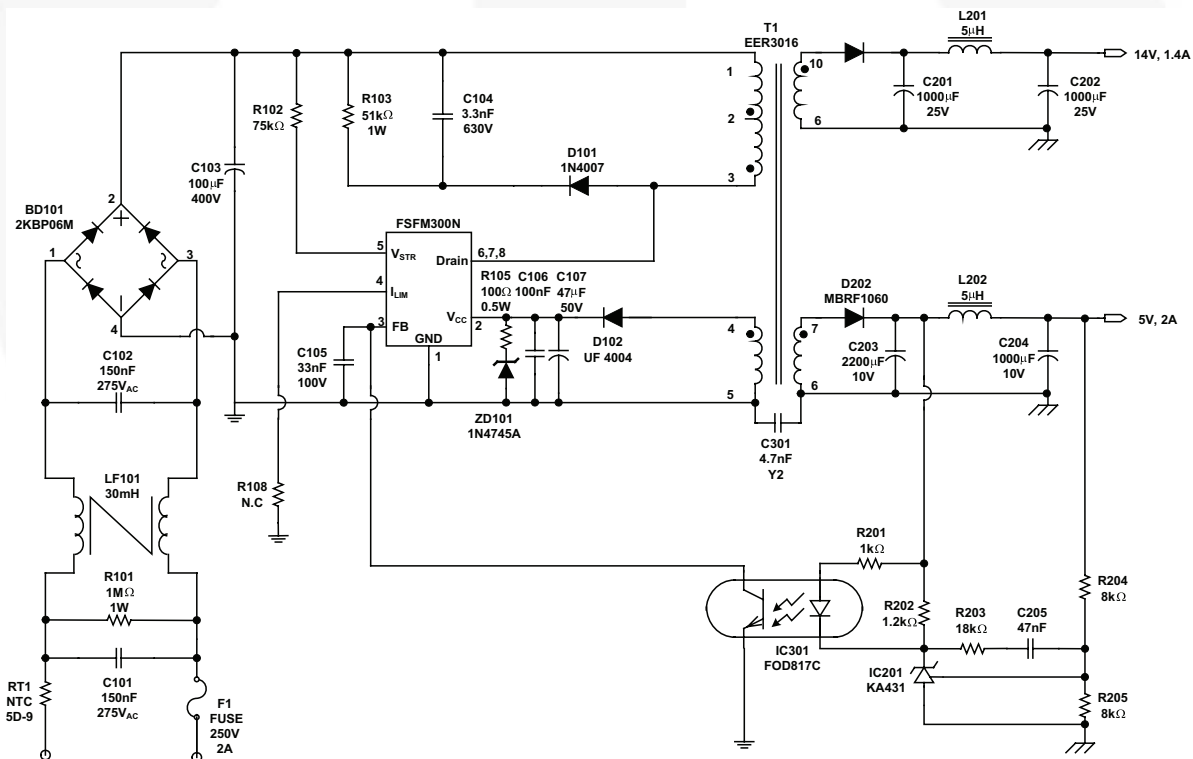 T1
EER3016
L201
5μH
14V, 1.4A
1
10
C201
1000μF
25V
C202
1000μF
25V
R102
75kΩ
R103
51kΩ
1W
C104
3.3nF
630V
2
6
D101
1N4007
3
C103
100μF
400V
BD101
2KBP06M
2
1
3
4
FSFM300N
5
VSTR
Drain
6,7,8
4
ILIM
3
FB
VCC
2
GND
1
R105
100Ω
0.5W
C106
100nF
C107
47μF
50V
D102
UF 4004
4
5
D202
MBRF1060
7
6
L202
5μH
5V, 2A
C203
2200μF
10V
C204
1000μF
10V
C105
33nF
100V
C102
150nF
275VAC
ZD101
1N4745A
C301
4.7nF
Y2
LF101
30mH
R108
N.C
R101
1MΩ
1W
C101
150nF
275VAC
RT1
NTC
5D-9
F1
FUSE
250V
2A
R201
1kΩ
R202
1.2kΩ
R203
18kΩ
C205
47nF
R204
8kΩ
IC301
FOD817C
IC201
KA431
R205
8kΩ